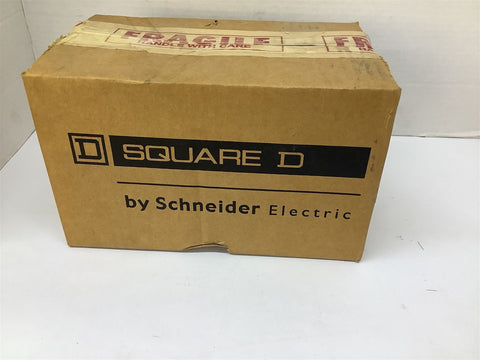 FRAGILE
HANDLE WITH CARE
D SQUARE D
by Schneider Electric